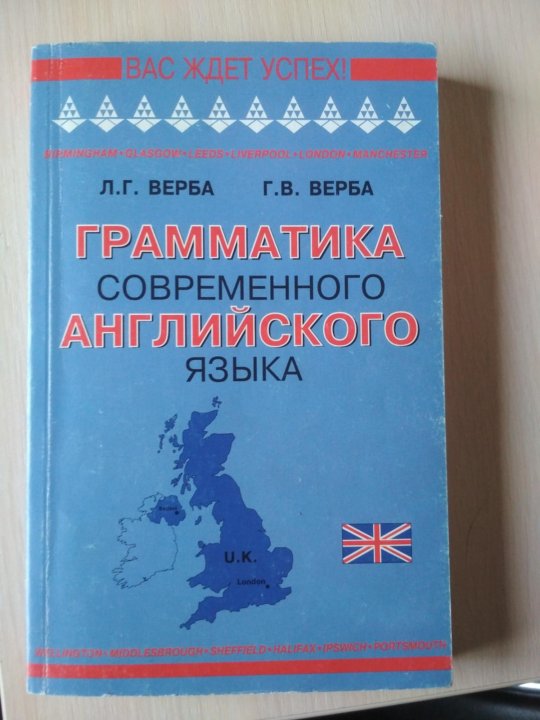 ВАС ЖДЕТ УСПЕХ!
BIRMINGHAM • GLASGOW • LEEDS • LIVERPOOL • LONDON • MANCHESTER
Л.Г. ВЕРБА Г.В. ВЕРБА
ГРАММАТИКА
СОВРЕМЕННОГО
АНГЛИЙСКОГО
ЯЗЫКА
U.K.
London
MIDDLESBROUGH • SHEFFIELD • HALIFAX • IPSWICH • PORTSMOUTH